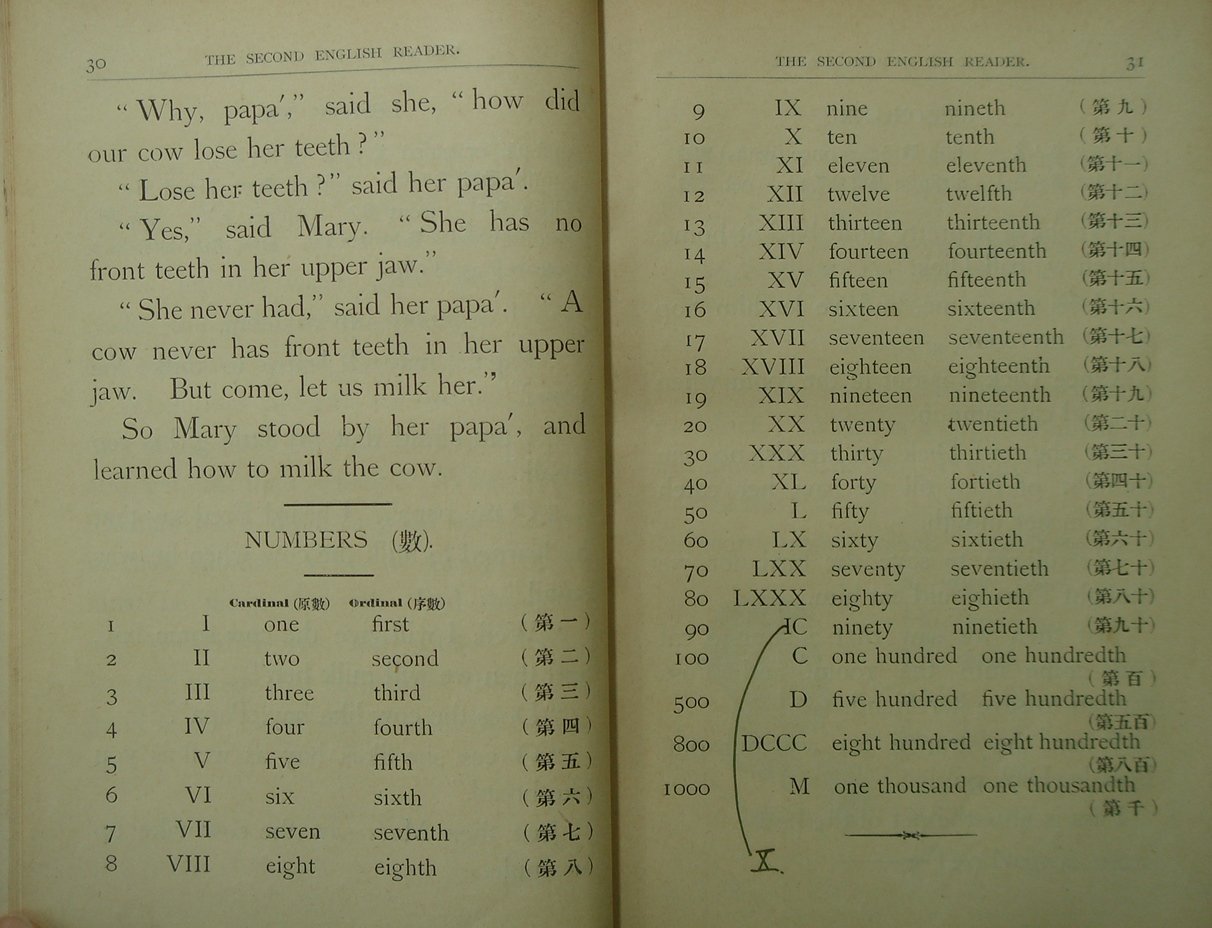 30 THE SECOND ENGLISH READER.
“ Why, papa′,” said she, “ how did
our cow lose her teeth ? ”
“ Lose her teeth ? ” said her papa′.
“ Yes,” said Mary. “ She has no
front teeth in her upper jaw.”
“ She never had,” said her papa′. “ A
cow never has front teeth in her upper
jaw. But come, let us milk her.”
So Mary stood by her papa′, and
learned how to milk the cow.
NUMBERS (數).
Cardinal (原數) Ordinal (序數)
1 I one first (第一)
2 II two second (第二)
3 III three third (第三)
4 IV four fourth (第四)
5 V five fifth (第五)
6 VI six sixth (第六)
7 VII seven seventh (第七)
8 VIII eight eighth (第八)
THE SECOND ENGLISH READER. 31
9 IX nine nineth (第九)
10 X ten tenth (第十)
11 XI eleven eleventh (第十一)
12 XII twelve twelfth (第十二)
13 XIII thirteen thirteenth (第十三)
14 XIV fourteen fourteenth (第十四)
15 XV fifteen fifteenth (第十五)
16 XVI sixteen sixteenth (第十六)
17 XVII seventeen seventeenth (第十七)
18 XVIII eighteen eighteenth (第十八)
19 XIX nineteen nineteenth (第十九)
20 XX twenty twentieth (第二十)
30 XXX thirty thirtieth (第三十)
40 XL forty fortieth (第四十)
50 L fifty fiftieth (第五十)
60 LX sixty sixtieth (第六十)
70 LXX seventy seventieth (第七十)
80 LXXX eighty eighieth (第八十)
90 IC ninety ninetieth (第九十)
100 C one hundred one hundredth
(第百)
500 D five hundred five hundredth
(第五百)
800 DCCC eight hundred eight hundredth
(第八百)
1000 M one thousand one thousandth
(第千)
X.